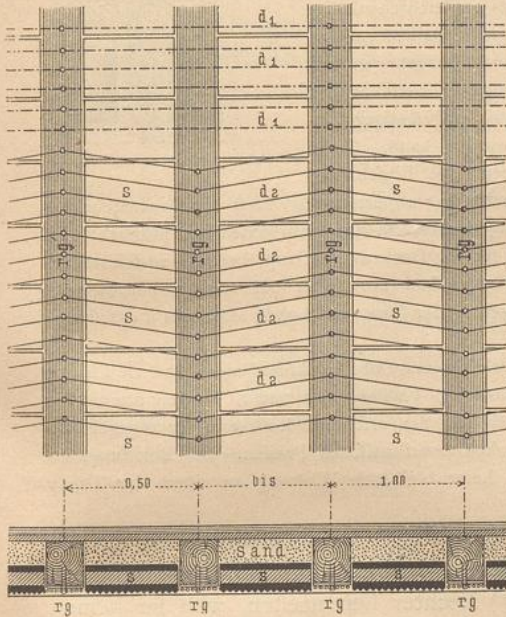 d1
d1
d1
s d2 s
rg rg rg rg
d2
s d2 s
d2
s s
0,50 bis 1,00
sand
s s s
rg rg rg rg